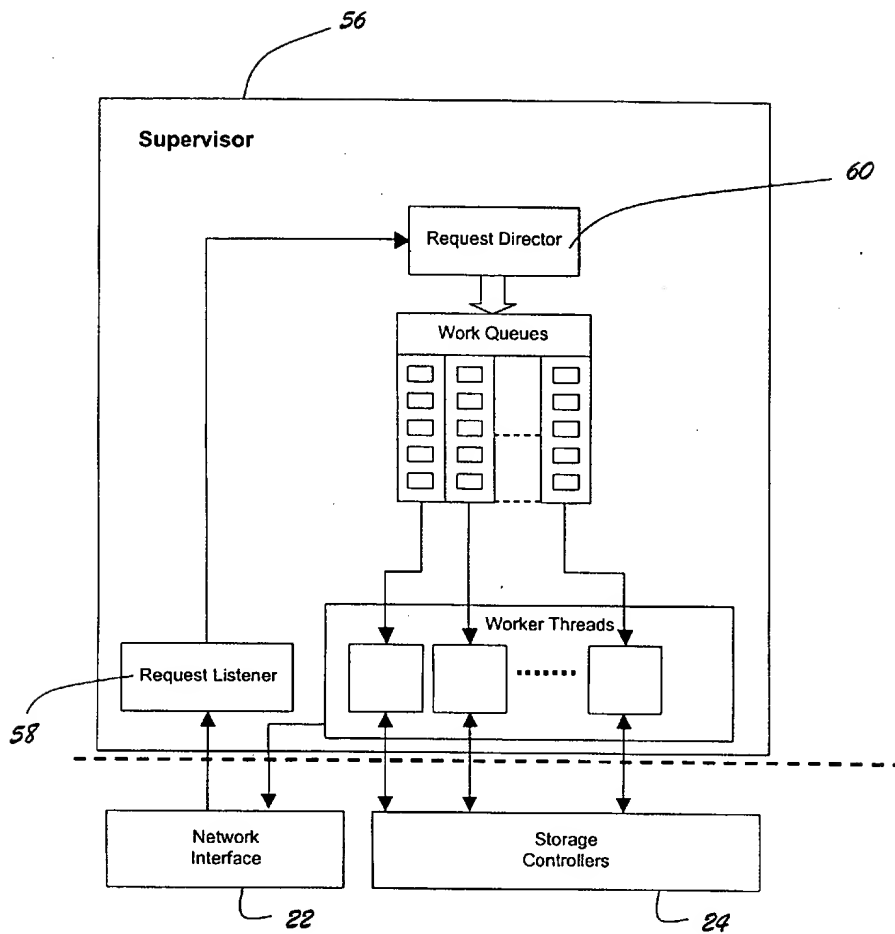 56
Supervisor
60
Request Director
Work Queues
Worker Threads
Request Listener
58
Network
Interface
Storage
Controllers
22
24